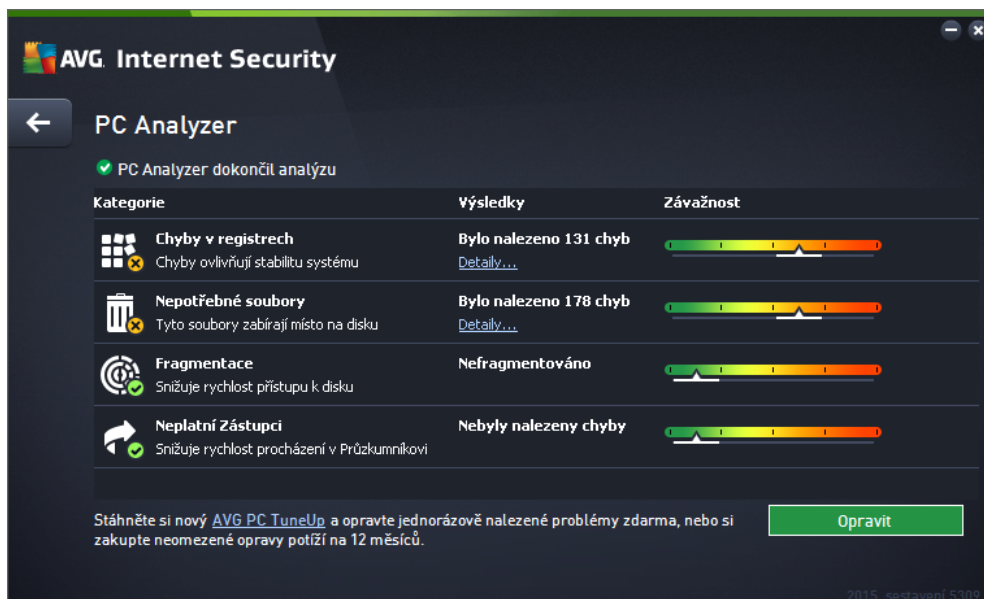 AVG. Internet Security
PC Analyzer
PC Analyzer dokončil analýzu
Kategorie Výsledky Závažnost
Chyby v registrech Bylo nalezeno 131 chyb
Chyby ovlivňují stabilitu systému Detaily...
Nepotřebné soubory Bylo nalezeno 178 chyb
Tyto soubory zabírají místo na disku Detaily...
Fragmentace Nefragmentováno
Snižuje rychlost přístupu k disku
Neplatní Zástupci Nebyly nalezeny chyby
Snižuje rychlost procházení v Průzkumníkovi
Stáhněte si nový AVG PC TuneUp a opravte jednorázově nalezené problémy zdarma, nebo si Opravit
zakupte neomezené opravy potíží na 12 měsíců.
2015, sestavení 5309